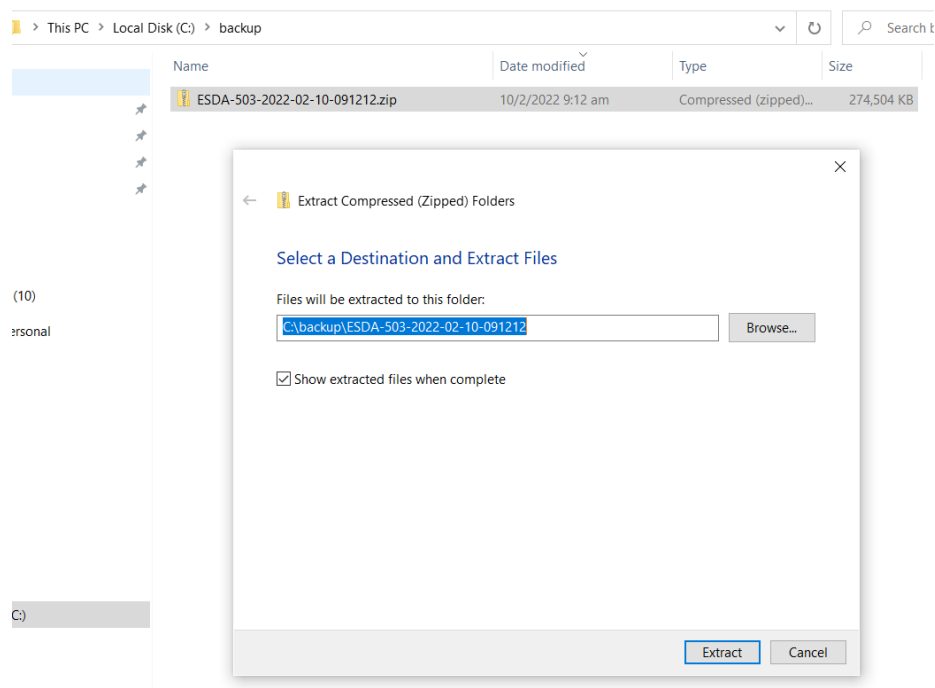 This PC > Local Disk (C:) > backup
Search
Name Date modified Type Size
ESDA-503-2022-02-10-091212.zip 10/2/2022 9:12 am Compressed (zipped)... 274,504 KB
Extract Compressed (Zipped) Folders
Select a Destination and Extract Files
(10)
Files will be extracted to this folder:
C:\backup\ESDA-503-2022-02-10-091212 Browse...
ersonal
Show extracted files when complete
C:)
Extract Cancel